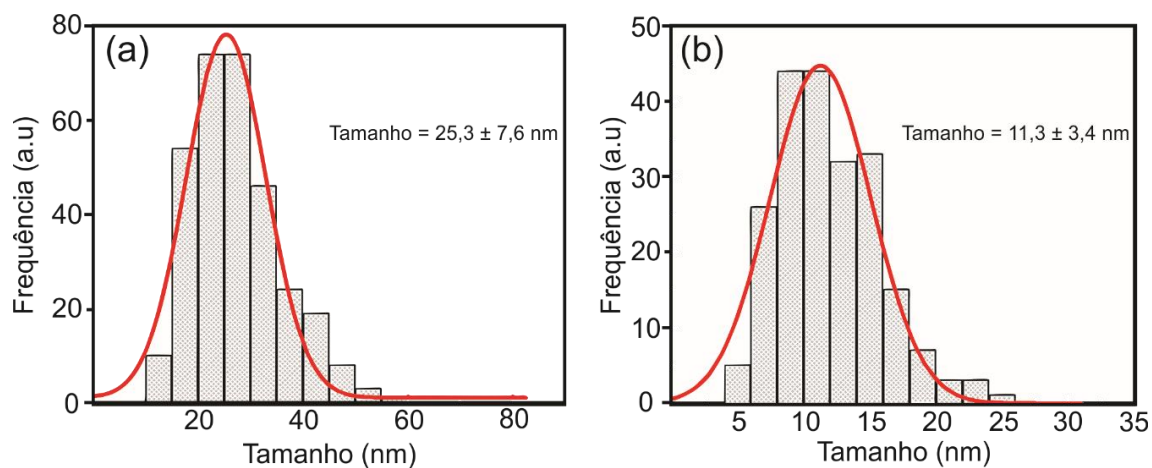 (a)
Tamanho = 25,3 ± 7,6 nm
Frequência (a.u)
80
60
40
20
0
20
40
60
80
Tamanho (nm)
(b)
Tamanho = 11,3 ± 3,4 nm
Frequência (a.u)
50
40
30
20
10
0
5
10
15
20
25
30
35
Tamanho (nm)